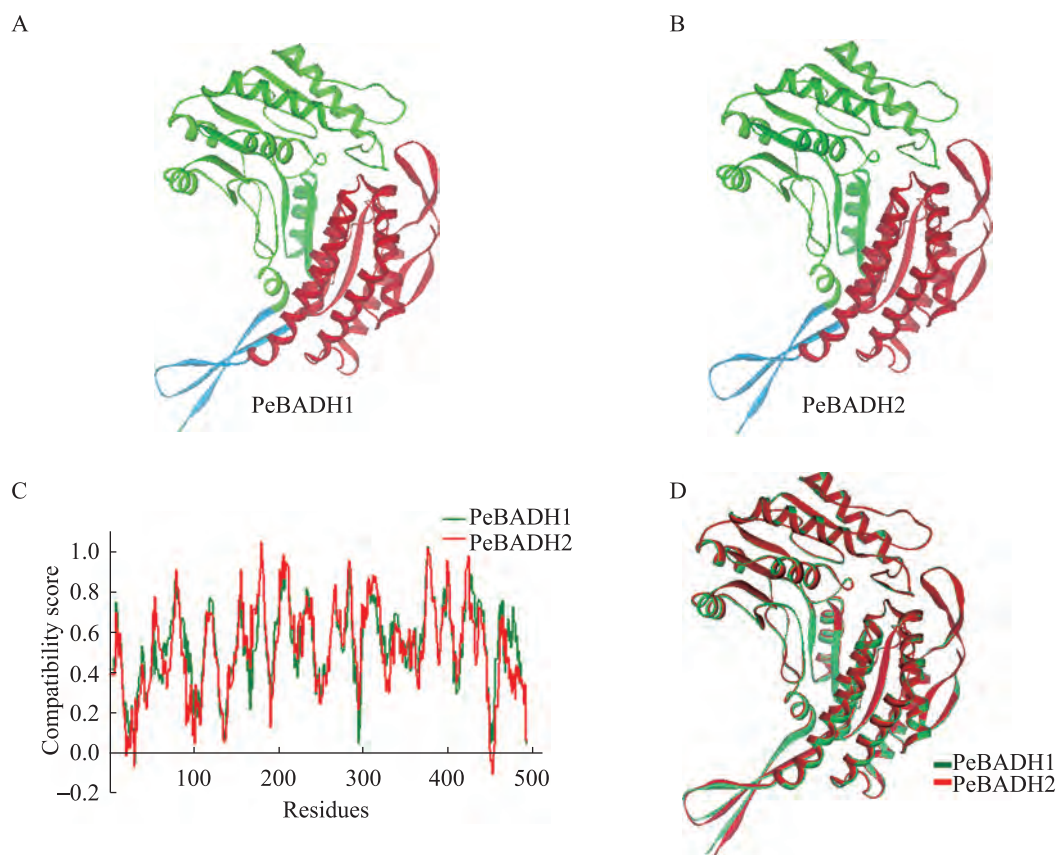 A
B
PeBADH1
PeBADH2
C
D
PeBADH1
PeBADH2
Compatibility score
1.0
0.8
0.6
0.4
0.2
0.0
–0.2
100
200
300
400
500
Residues
PeBADH1
PeBADH2